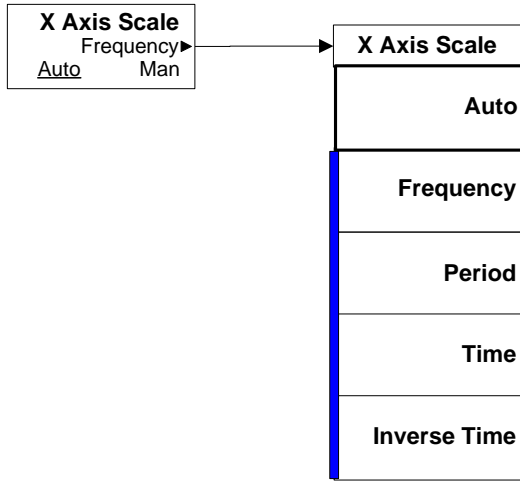 X Axis Scale
Frequency
Auto Man
X Axis Scale
Auto
Frequency
Period
Time
Inverse Time